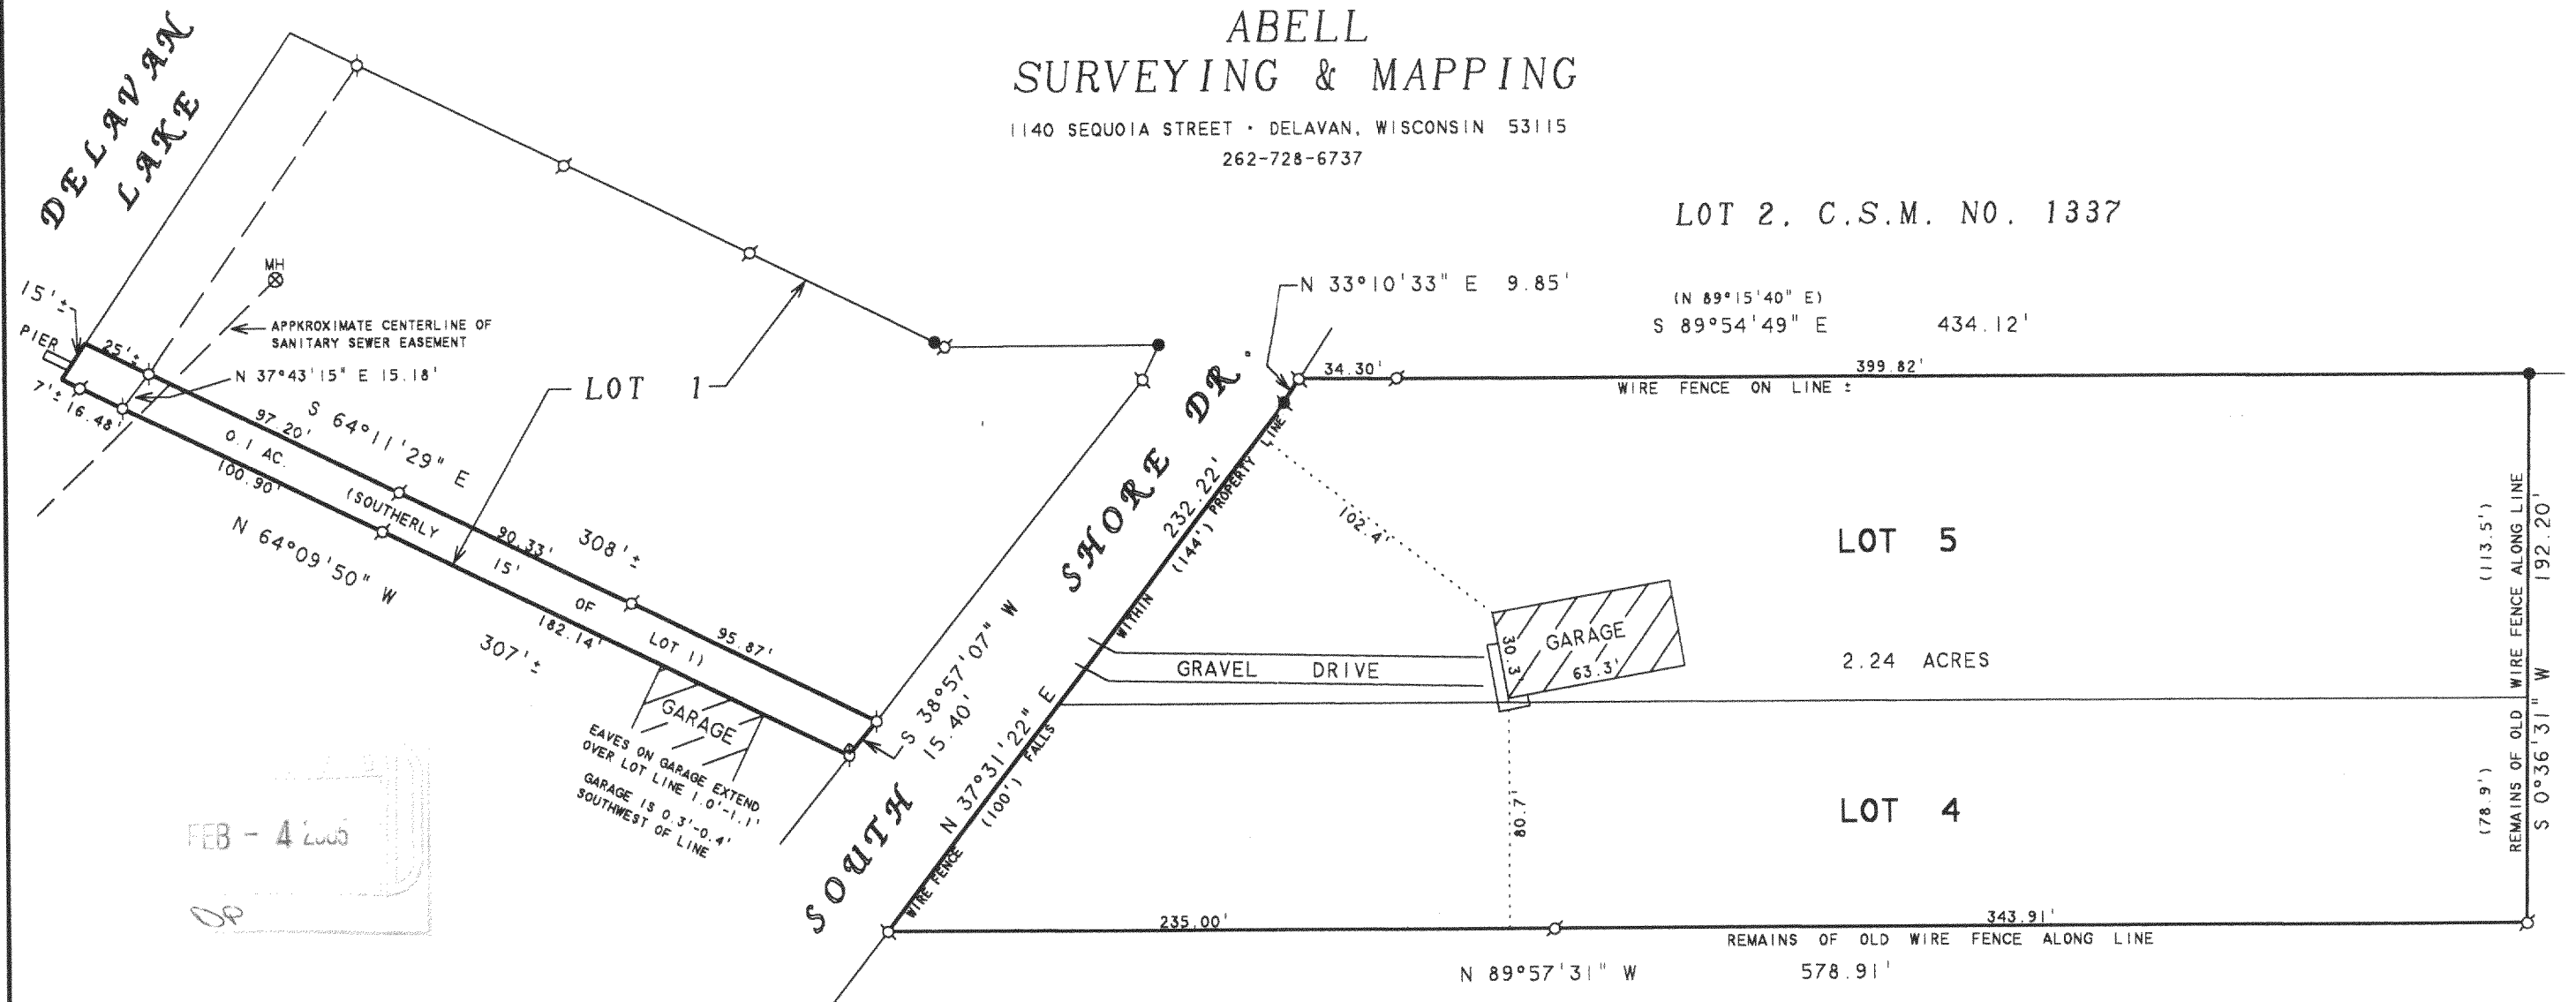 ABELL
SURVEYING & MAPPING
1140 SEQUOIA STREET · DELAVAN, WISCONSIN 53115
262-728-6737
DELAVAN
LAKE
LOT 2, C.S.M. NO. 1337
MH
N 33°10'33" E 9.85'
(N 89°15'40" E)
S 89°54'49" E 434.12'
15'±
PIER
APPKROXIMATE CENTERLINE OF
SANITARY SEWER EASEMENT
25'±
N 37°43'15" E 15.18'
7'±
16.48'
LOT 1
34.30'
399.82'
WIRE FENCE ON LINE ±
97.20'
S 64°11'29" E
0.1 AC.
100.90'
(SOUTHERLY
15'
OF
LOT 1)
90.33'
308'±
N 64°09'50" W
307'±
182.14'
95.87'
SOUTH SHORE DR.
S 38°57'07" W
15.40'
232.22'
N 37°31'22" E
(144')
(100')
WIRE FENCE FALLS WITHIN PROPERTY LINE
102.4'
LOT 5
(113.5')
192.20'
GARAGE
30.3'
63.3'
GRAVEL DRIVE
2.24 ACRES
GARAGE
EAVES ON GARAGE EXTEND
OVER LOT LINE 1.0'-1.1'
GARAGE IS 0.3'-0.4'
SOUTHWEST OF LINE
80.7'
LOT 4
(78.9')
REMAINS OF OLD WIRE FENCE ALONG LINE
S 0°36'31" W
FEB - 4
DP
235.00'
343.91'
REMAINS OF OLD WIRE FENCE ALONG LINE
N 89°57'31" W 578.91'